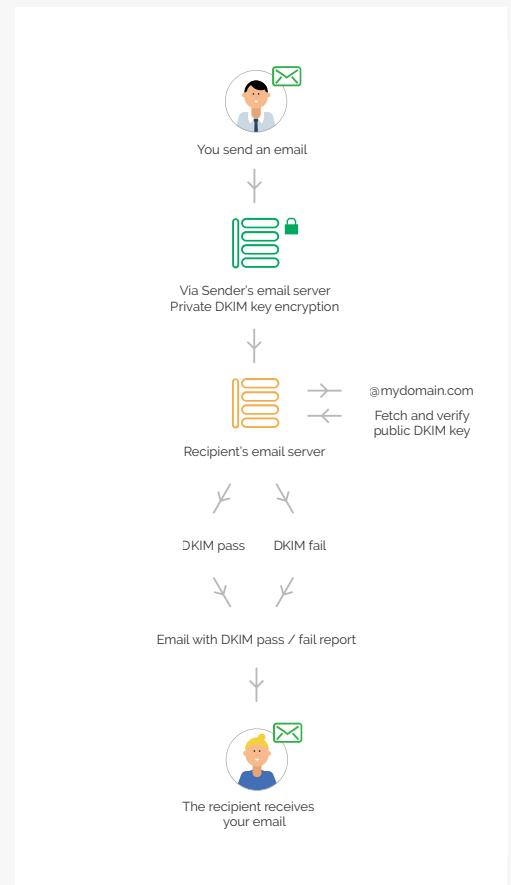 You send an email
Via Sender's email server
Private DKIM key encryption
@mydomain.com
Fetch and verify
public DKIM key
Recipient's email server
DKIM pass
DKIM fail
Email with DKIM pass / fail report
The recipient receives
your email